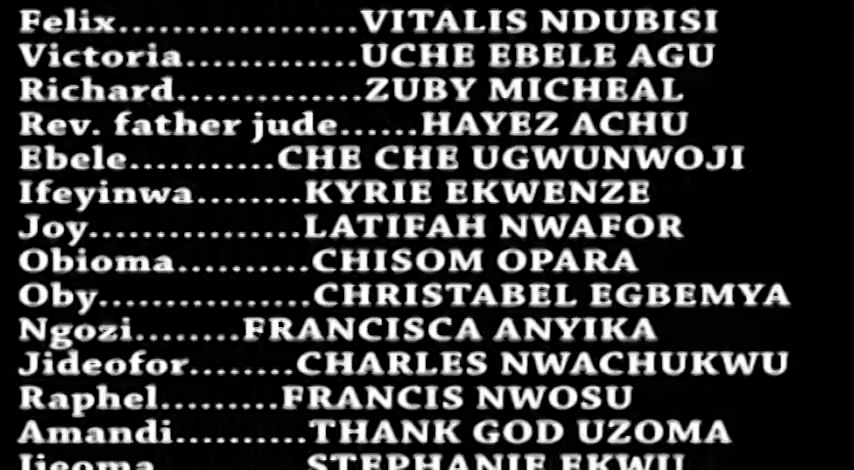 Felix..................VITALIS NDUBISI
Victoria.............UCHE EBELE AGU
Richard..............ZUBY MICHEAL
Rev. father jude......HAYEZ ACHU
Ebele...........CHE CHE UGWUNWOJI
Ifeyinwa........KYRIE EKWENZE
Joy................LATIFAH NWAFOR
Obioma..........CHISOM OPARA
Oby................CHRISTABEL EGBEMYA
Ngozi........FRANCISCA ANYIKA
Jideofor........CHARLES NWACHUKWU
Raphel.........FRANCIS NWOSU
Amandi..........THANK GOD UZOMA
STEPHANIE